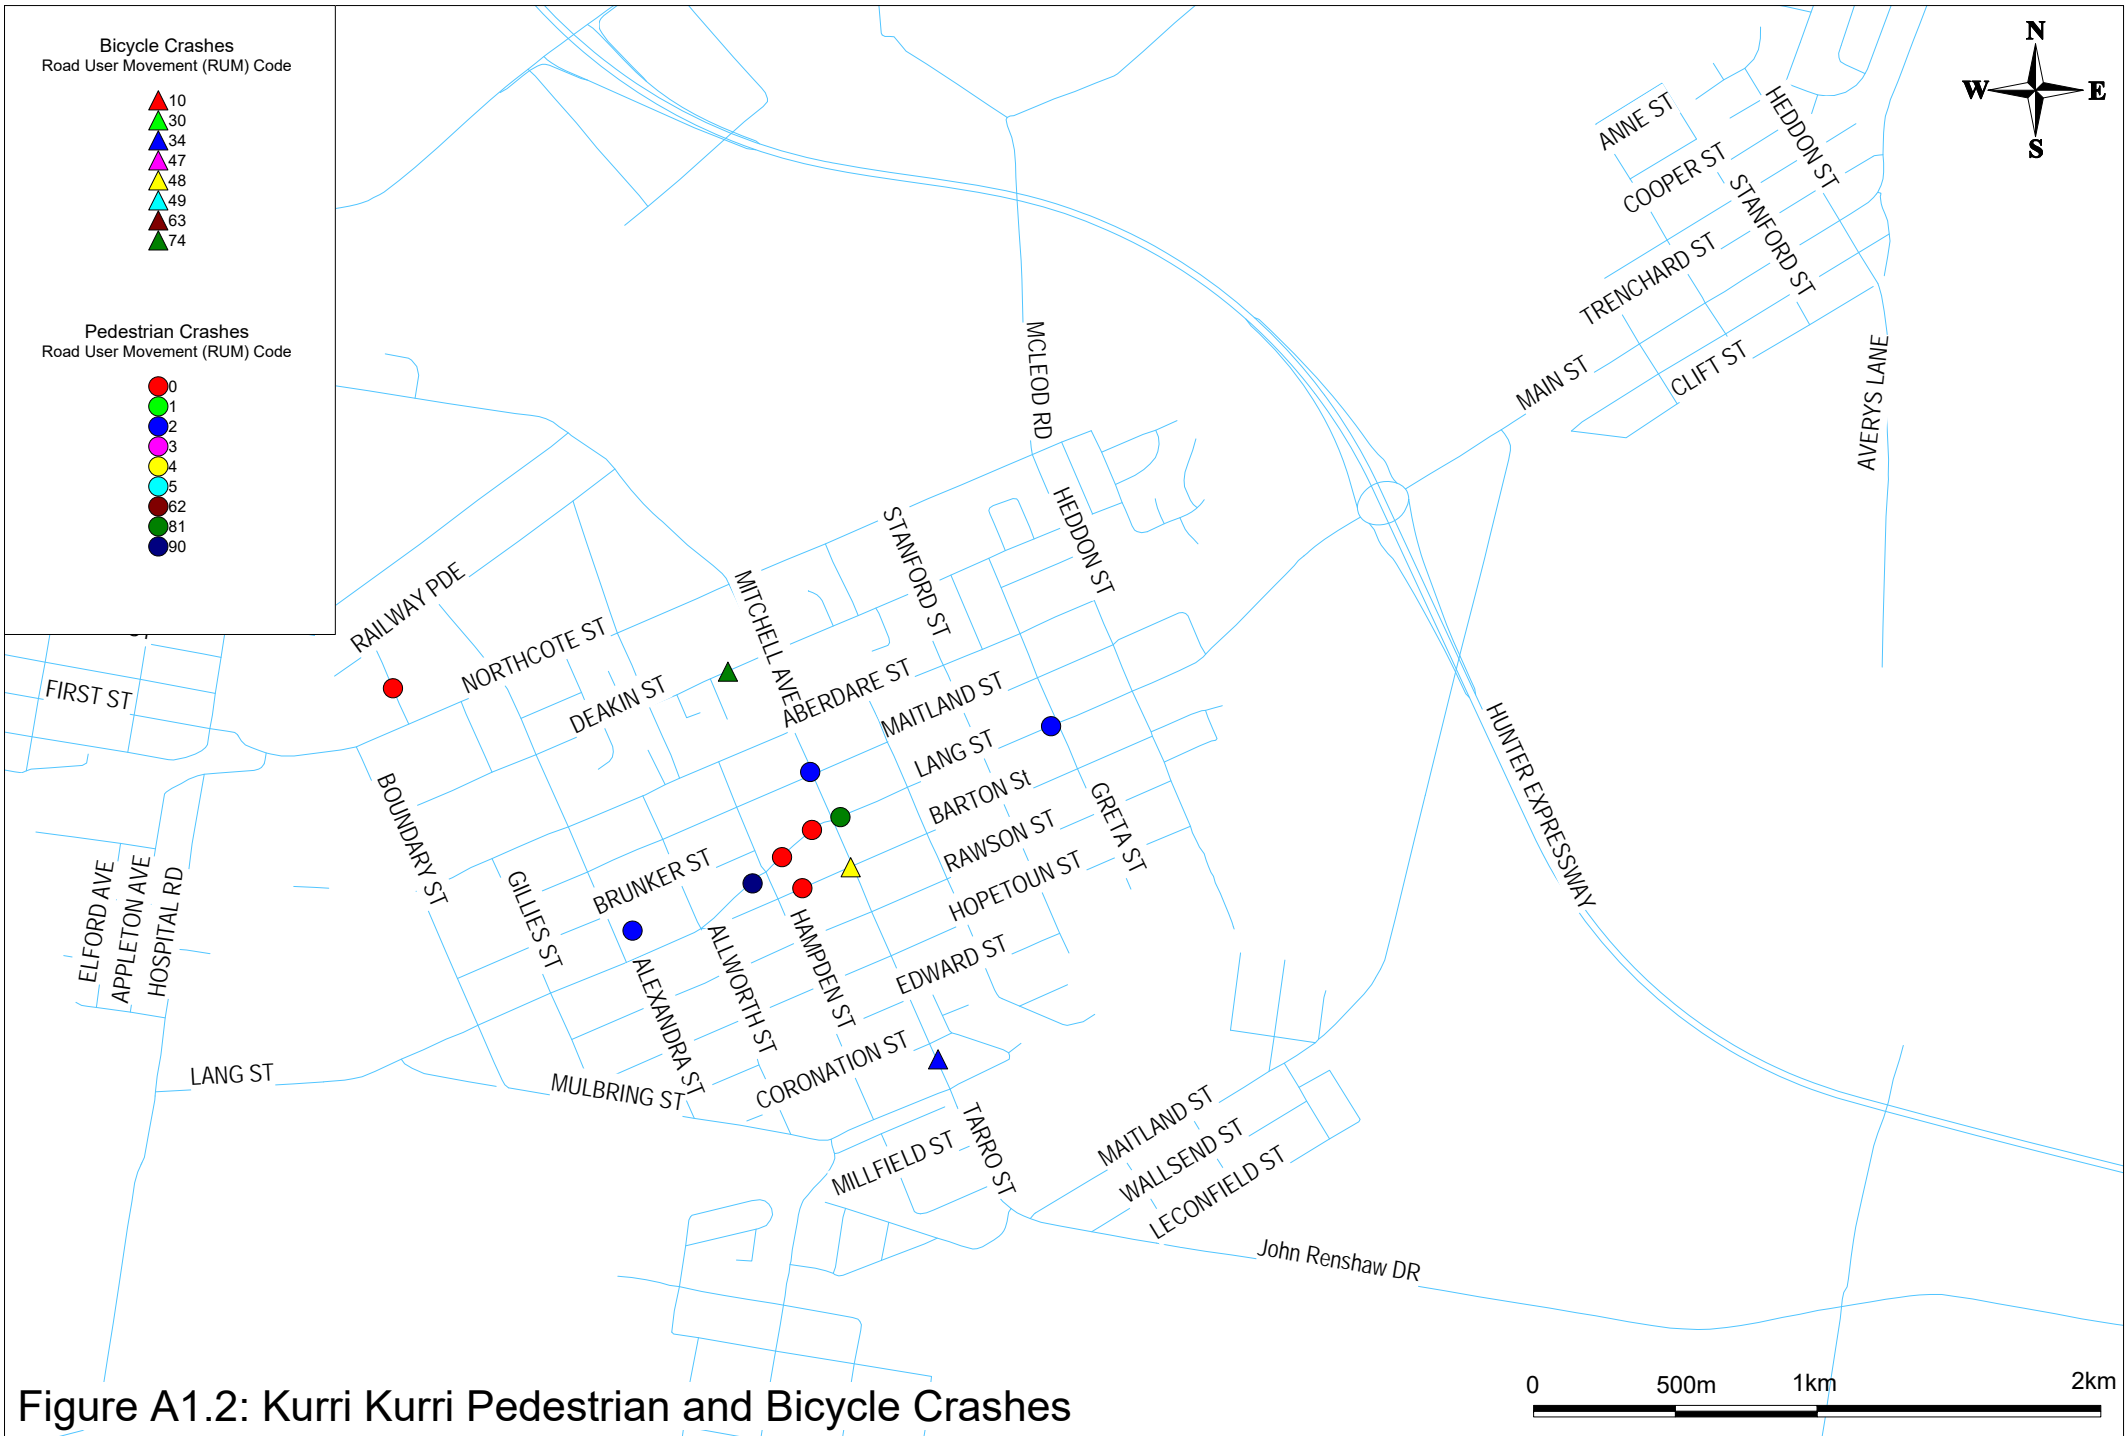 Bicycle Crashes
Road User Movement (RUM) Code
10
30
34
47
48
49
63
74
Pedestrian Crashes
Road User Movement (RUM) Code
0
1
2
3
4
5
62
81
90
N
W
E
S
ANNE ST
HEDDON ST
COOPER ST
STANFORD ST
TRENCHARD ST
MAIN ST
CLIFT ST
AVERYS LANE
MCLEOD RD
HEDDON ST
STANFORD ST
RAILWAY PDE
NORTHCOTE ST
MITCHELL AVE
DEAKIN ST
ABERDARE ST
MAITLAND ST
FIRST ST
LANG ST
BARTON St
GRETA ST
RAWSON ST
HOPETOUN ST
HUNTER EXPRESSWAY
BOUNDARY ST
BRUNKER ST
GILLIES ST
ELFORD AVE
APPLETON AVE
HOSPITAL RD
ALLWORTH ST
HAMPDEN ST
EDWARD ST
ALEXANDRA ST
CORONATION ST
LANG ST
MULBRING ST
TARRO ST
MILLFIELD ST
MAITLAND ST
WALLSEND ST
LECONFIELD ST
John Renshaw DR
0
500m
1km
2km
Figure A1.2: Kurri Kurri Pedestrian and Bicycle Crashes